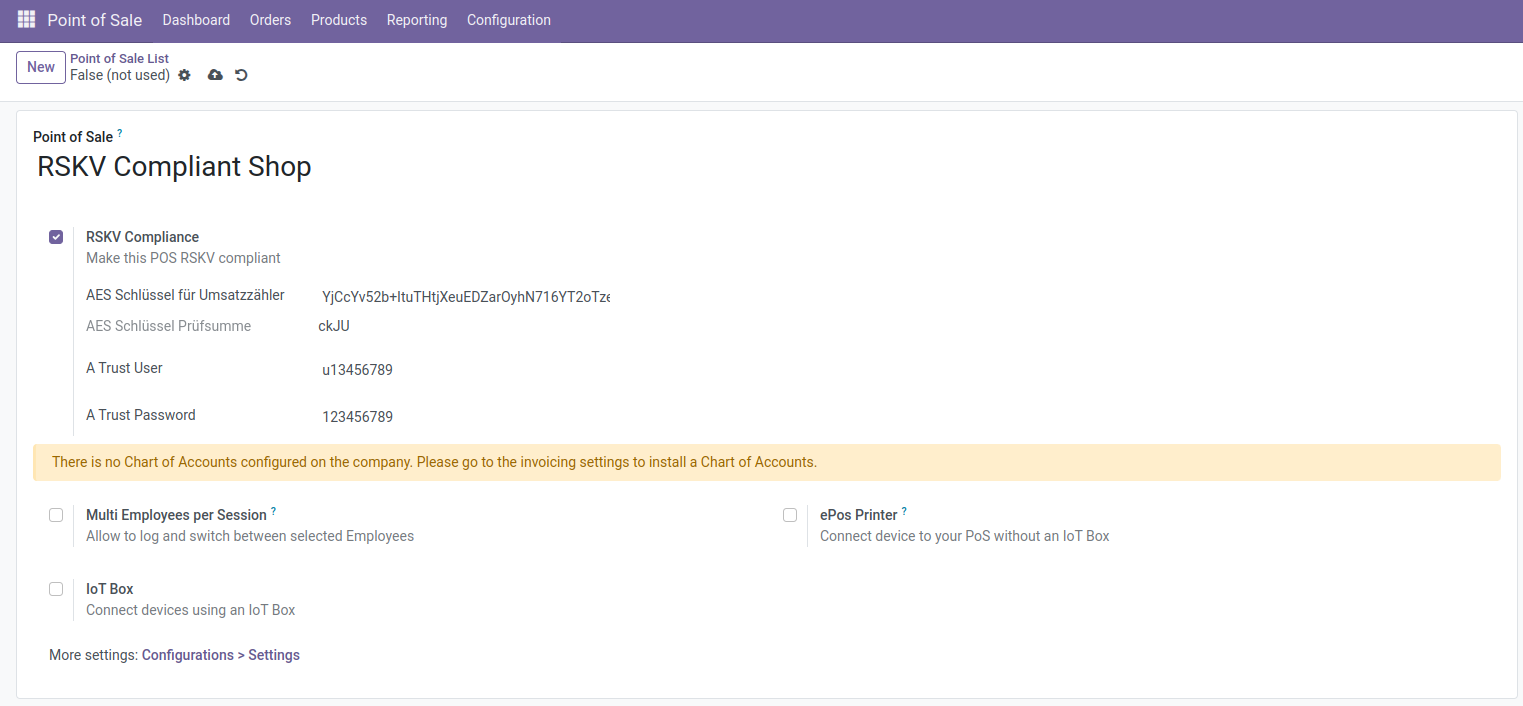 Point of Sale Dashboard Orders Products Reporting Configuration
New Point of Sale List
False (not used)
Point of Sale ?
RSKV Compliant Shop
RSKV Compliance
Make this POS RSKV compliant
AES Schlüssel für Umsatzzähler YjCcYv52b+ItuTHtjXeuEDZarOyhN716YT2oTze
AES Schlüssel Prüfsumme ckJU
A Trust User u13456789
A Trust Password 123456789
There is no Chart of Accounts configured on the company. Please go to the invoicing settings to install a Chart of Accounts.
Multi Employees per Session ? ePos Printer ?
Allow to log and switch between selected Employees Connect device to your PoS without an IoT Box
IoT Box
Connect devices using an IoT Box
More settings: Configurations > Settings